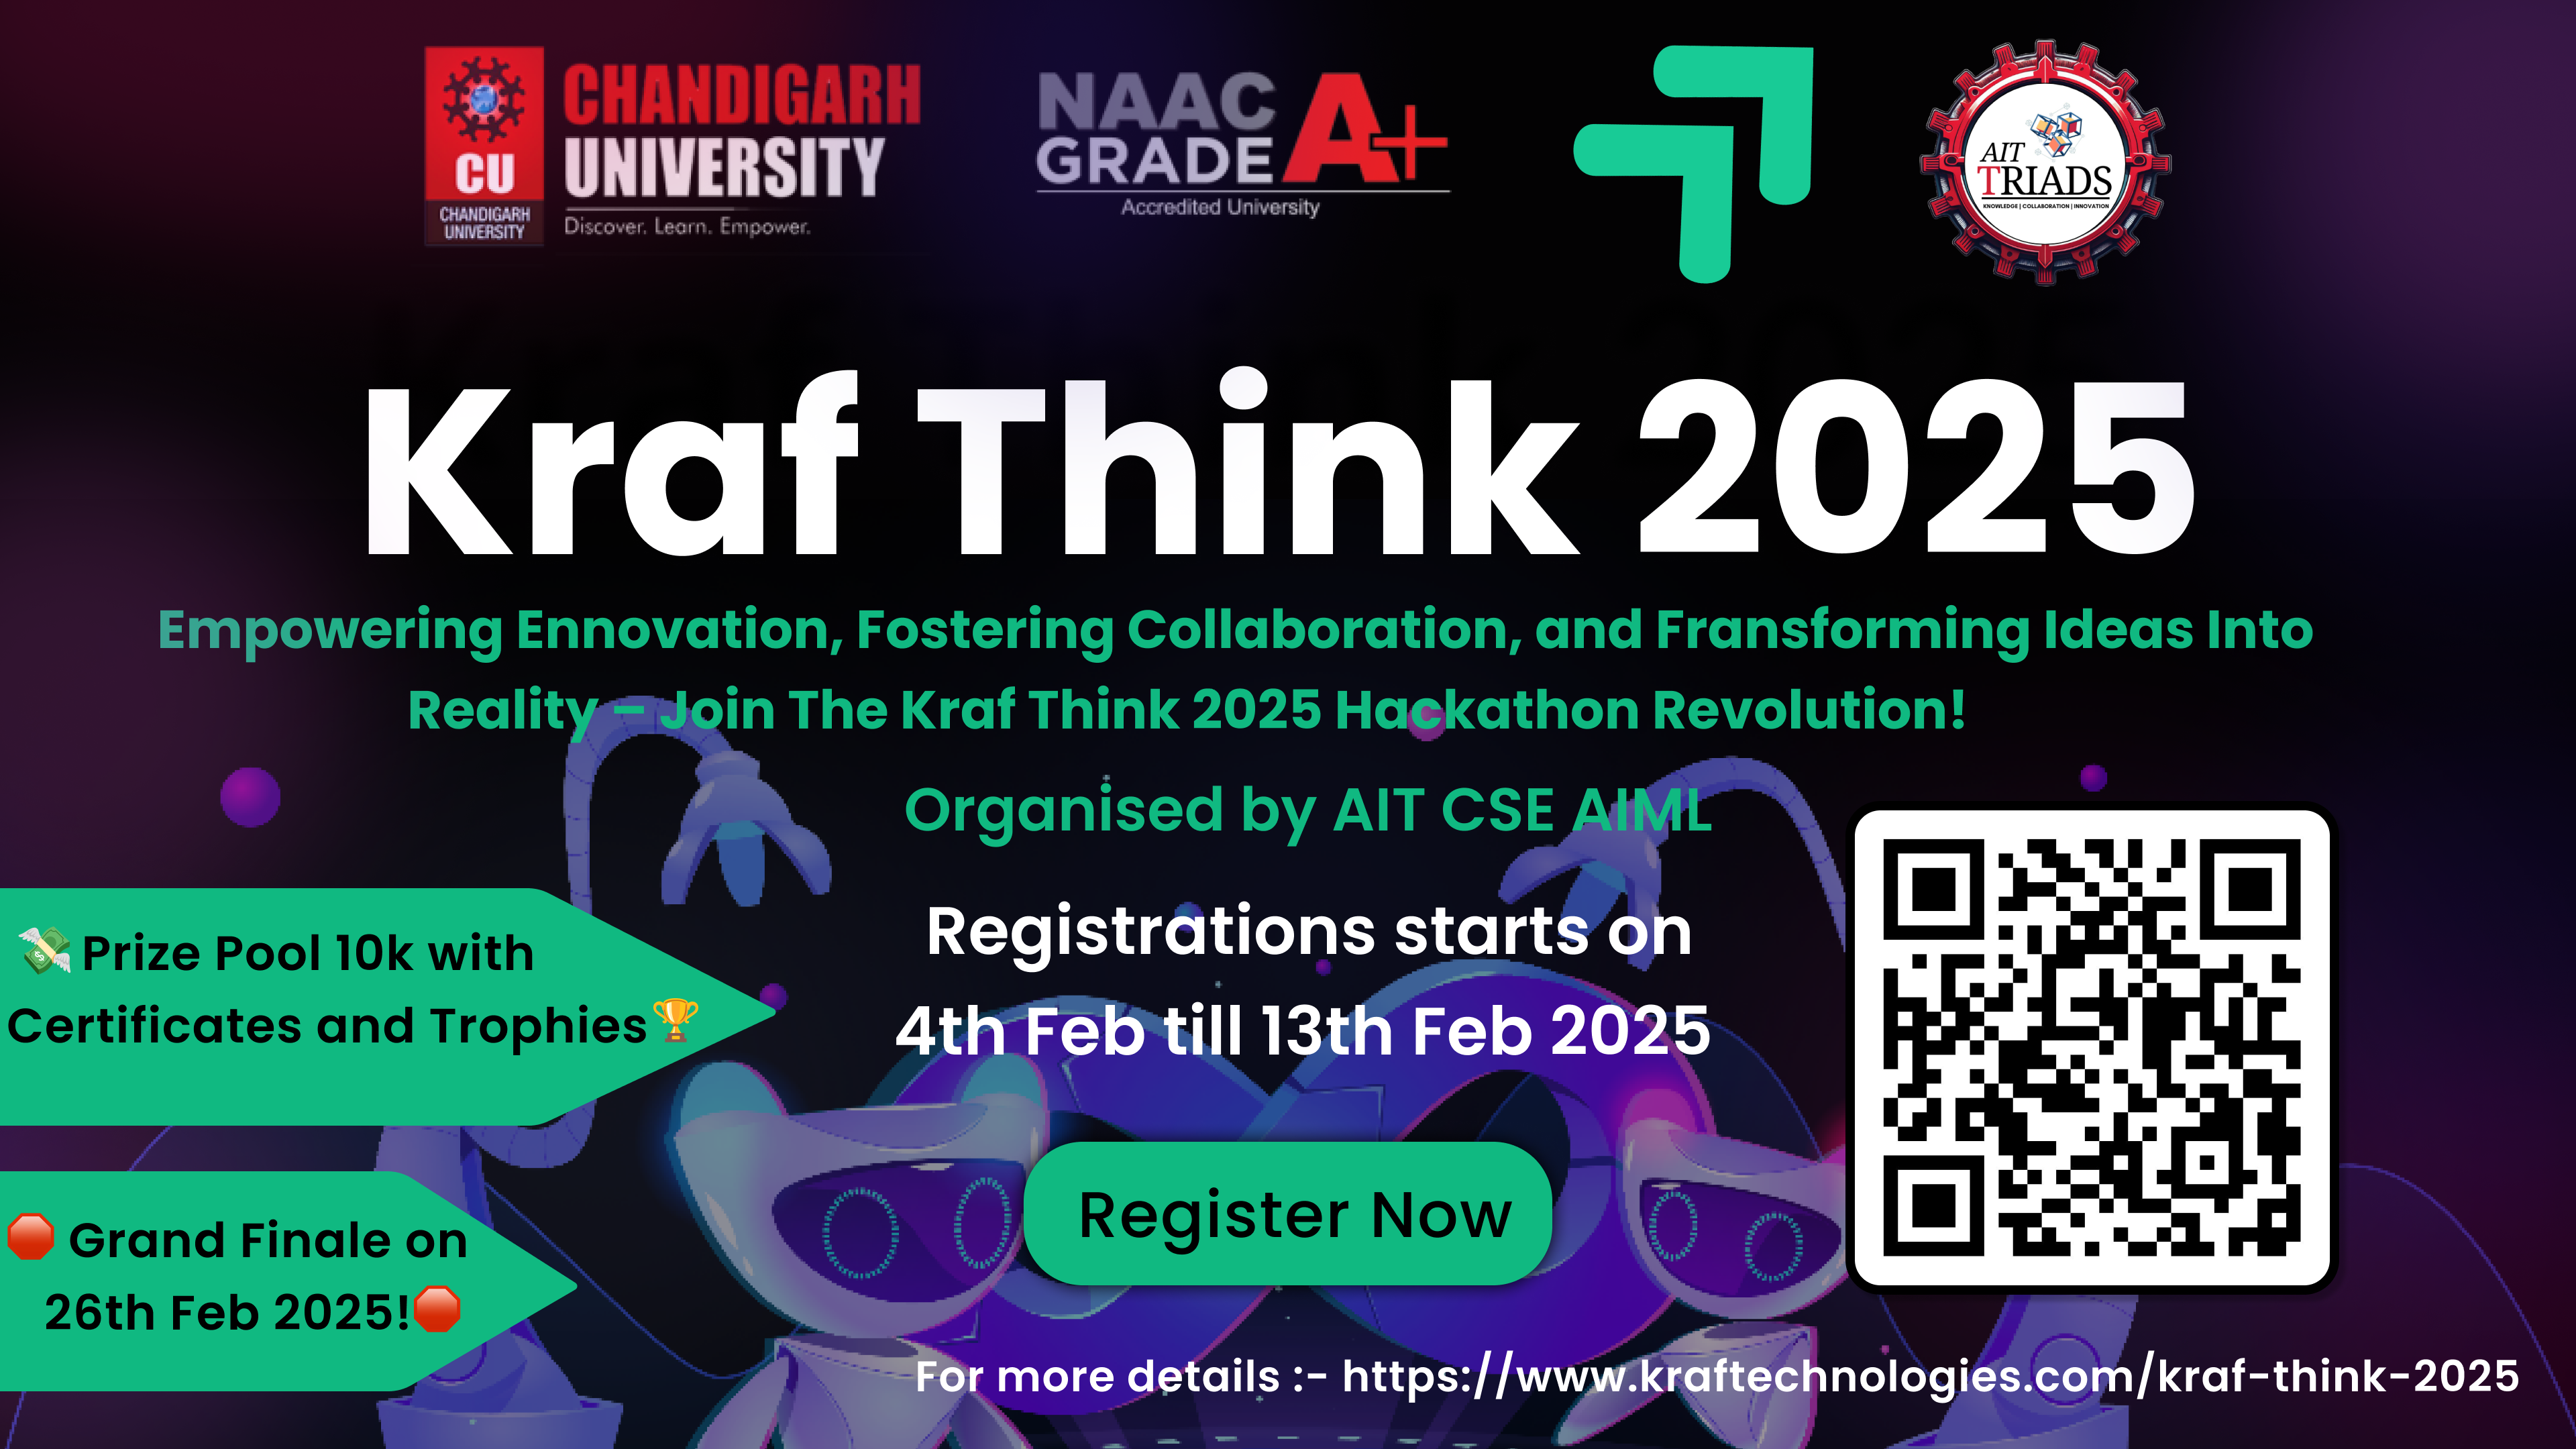 CU
CHANDIGARH
UNIVERSITY
CHANDIGARH
UNIVERSITY
Discover. Learn. Empower.
NAAC
GRADE A+
Accredited University
AIT
TRIADS
KNOWLEDGE | COLLABORATION | INNOVATION
Kraf Think 2025
Empowering Ennovation, Fostering Collaboration, and Fransforming Ideas Into
Reality – Join The Kraf Think 2025 Hackathon Revolution!
Organised by AIT CSE AIML
💸 Prize Pool 10k with
Certificates and Trophies🏆
Registrations starts on
4th Feb till 13th Feb 2025
🛑 Grand Finale on
26th Feb 2025!🛑
Register Now
For more details :- https://www.kraftechnologies.com/kraf-think-2025